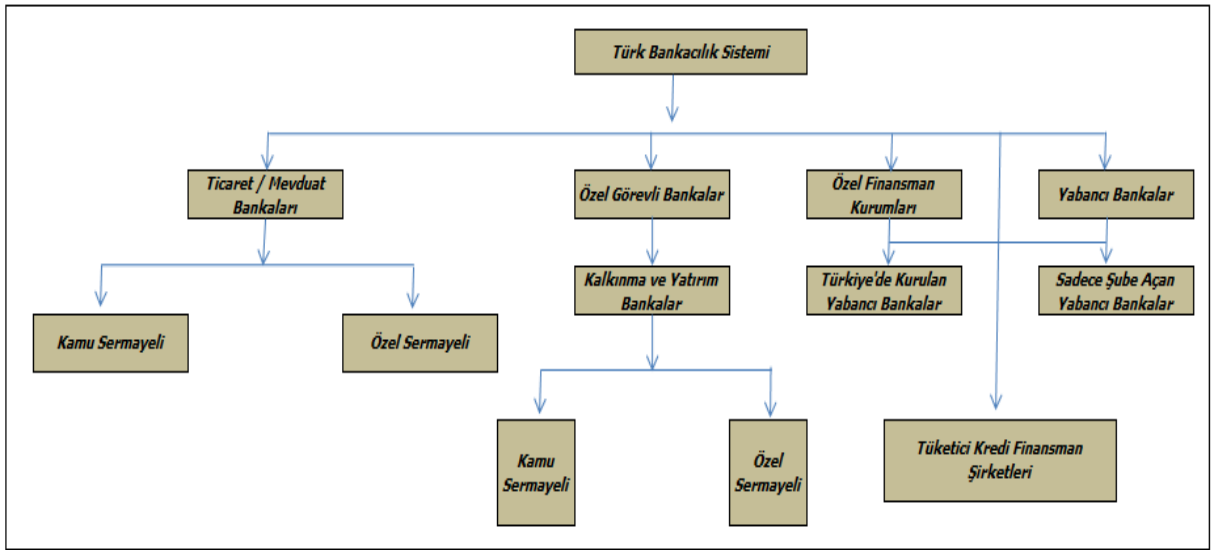 Türk Bankacılık Sistemi
Ticaret / Mevduat
Bankaları
Özel Görevli Bankalar
Özel Finansman
Kurumları
Yabancı Bankalar
Kalkınma ve Yatırım
Bankalar
Türkiye'de Kurulan
Yabancı Bankalar
Sadece Şube Açan
Yabancı Bankalar
Kamu Sermayeli
Özel Sermayeli
Kamu
Sermayeli
Özel
Sermayeli
Tüketici Kredi Finansman
Şirketleri